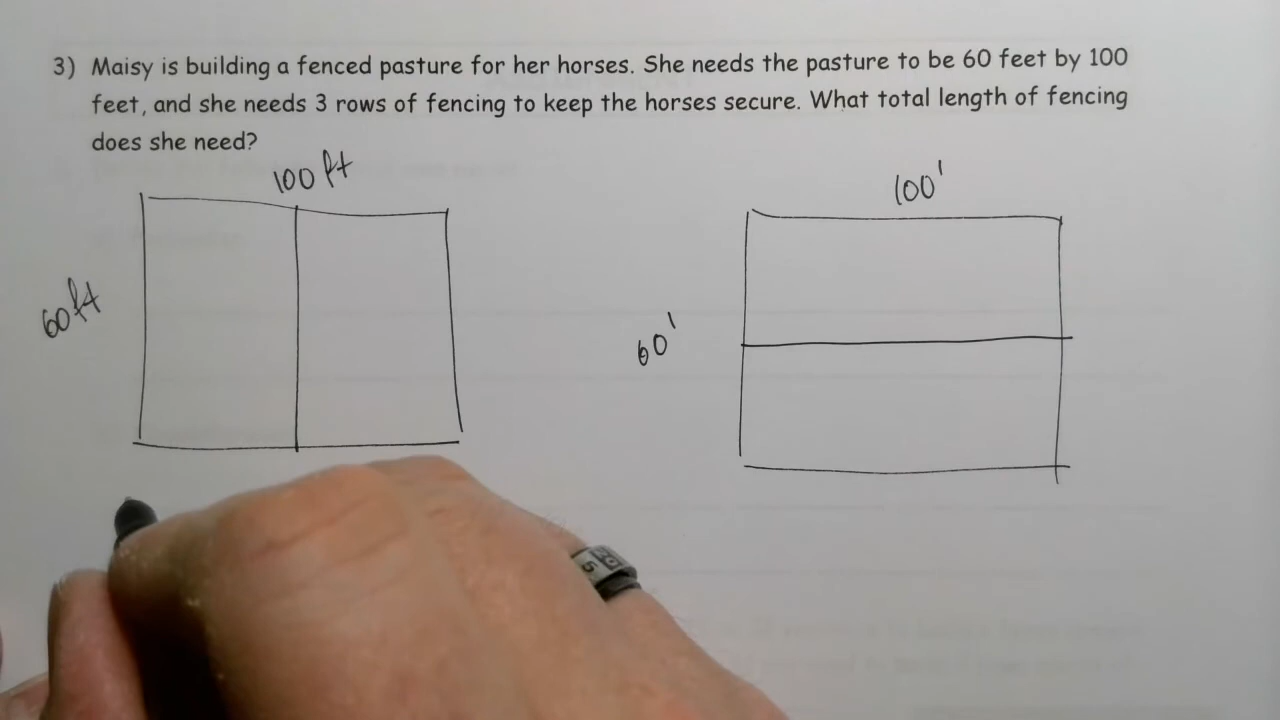 3) Maisy is building a fenced pasture for her horses. She needs the pasture to be 60 feet by 100
feet, and she needs 3 rows of fencing to keep the horses secure. What total length of fencing
does she need?
100 ft
100'
60 ft
60'
5